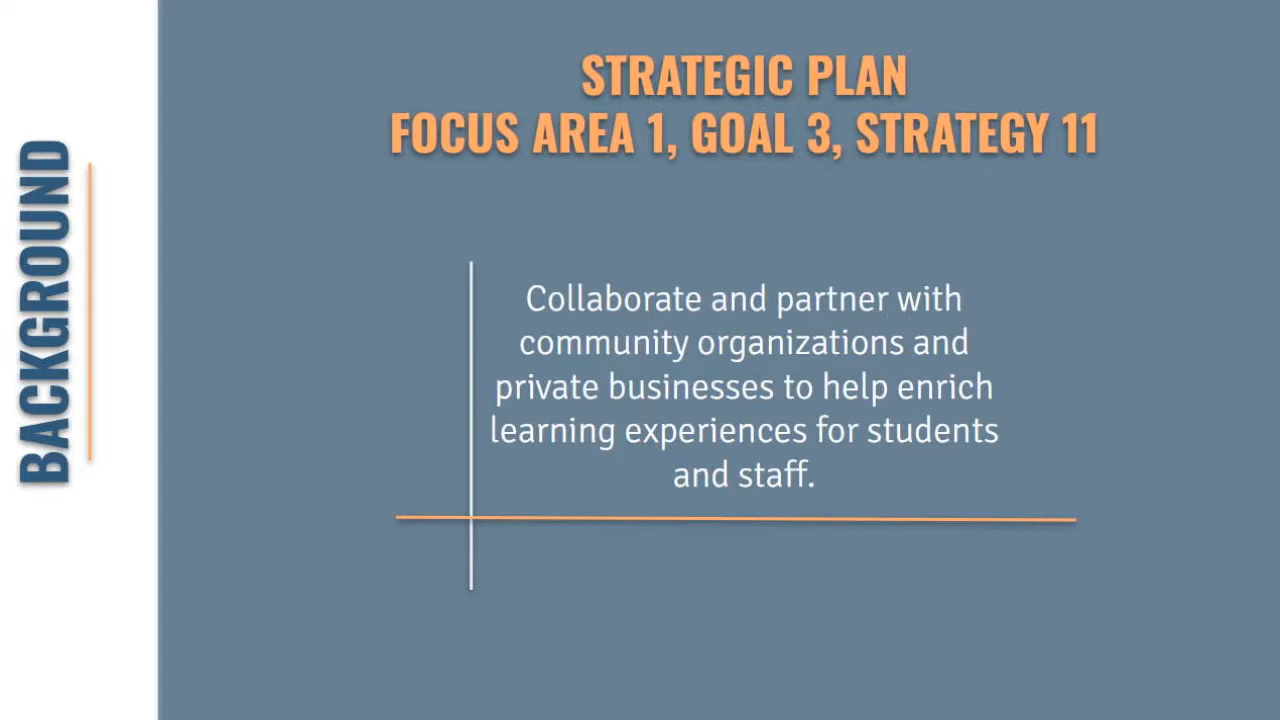 BACKGROUND
STRATEGIC PLAN
FOCUS AREA 1, GOAL 3, STRATEGY 11
Collaborate and partner with
community organizations and
private businesses to help enrich
learning experiences for students
and staff.